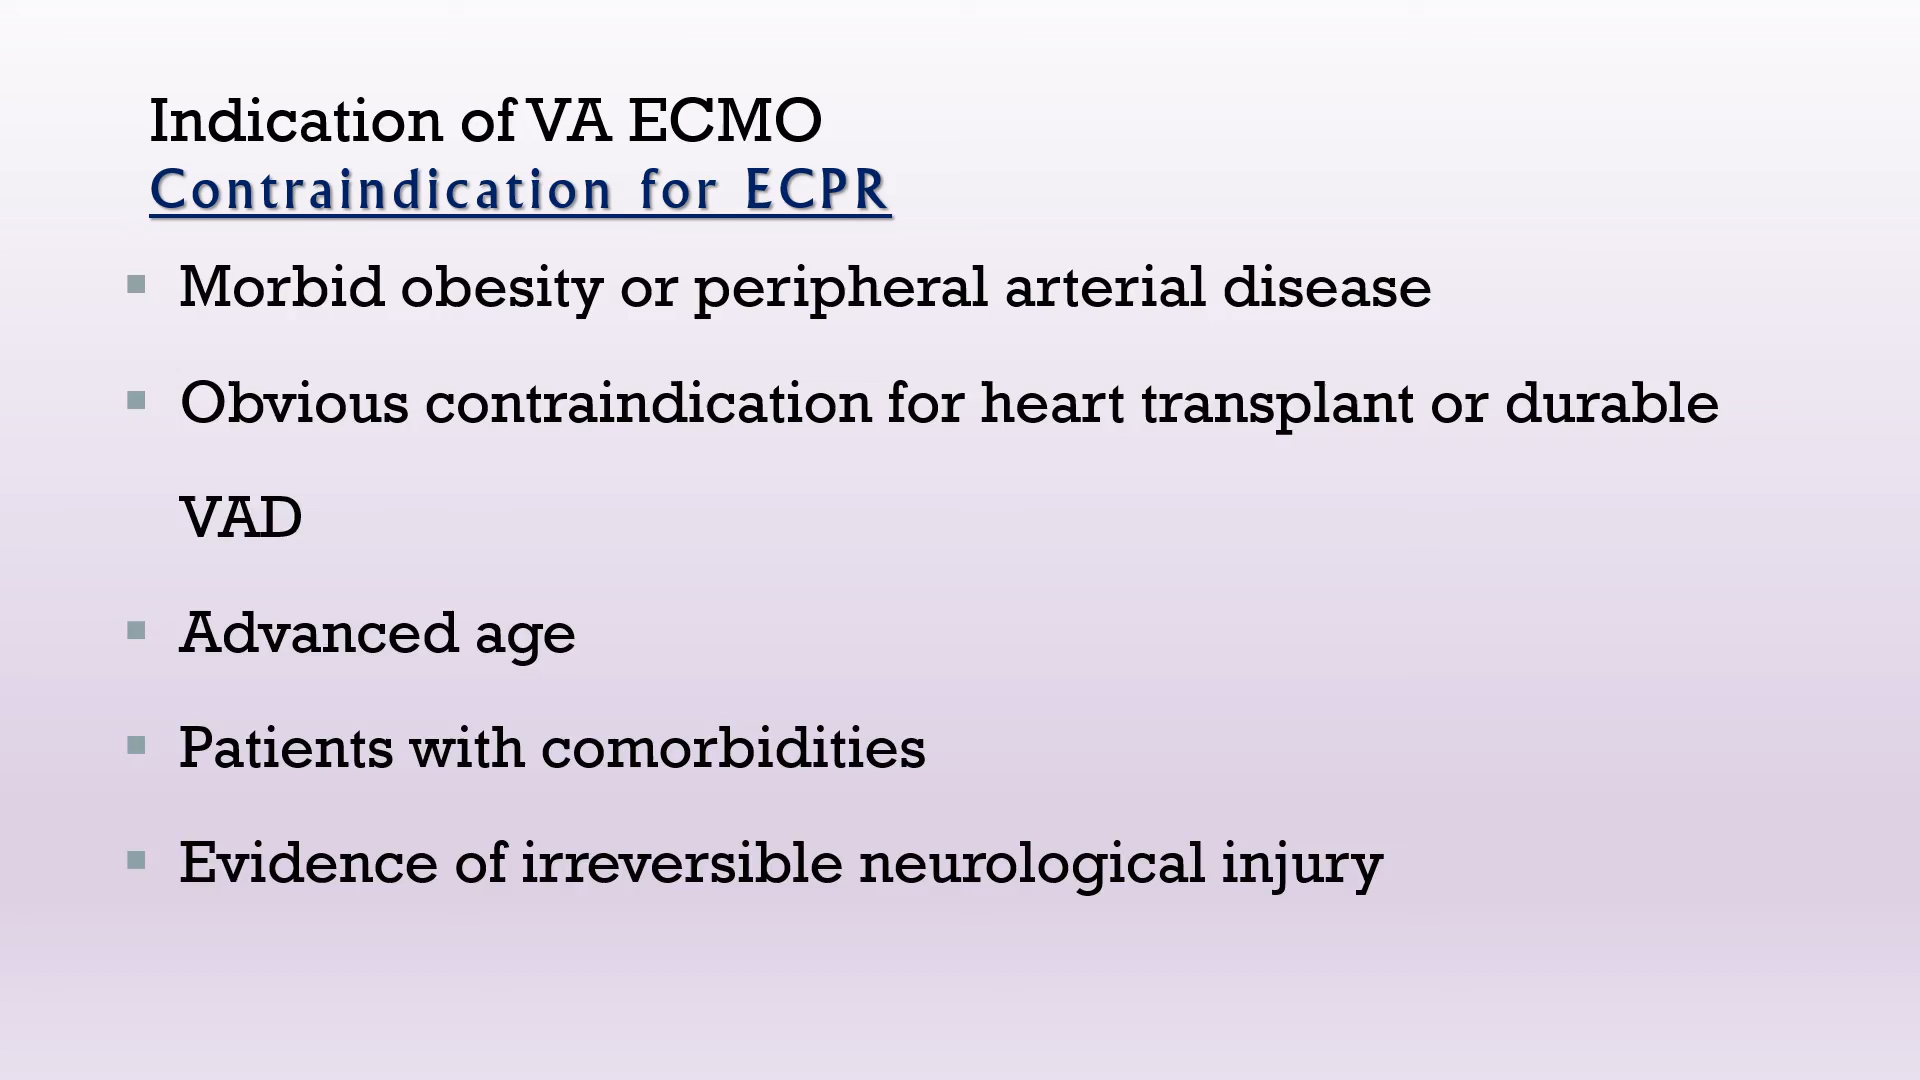 Indication of VA ECMO
Contraindication for ECPR
▪ Morbid obesity or peripheral arterial disease
▪ Obvious contraindication for heart transplant or durable
VAD
▪ Advanced age
▪ Patients with comorbidities
▪ Evidence of irreversible neurological injury